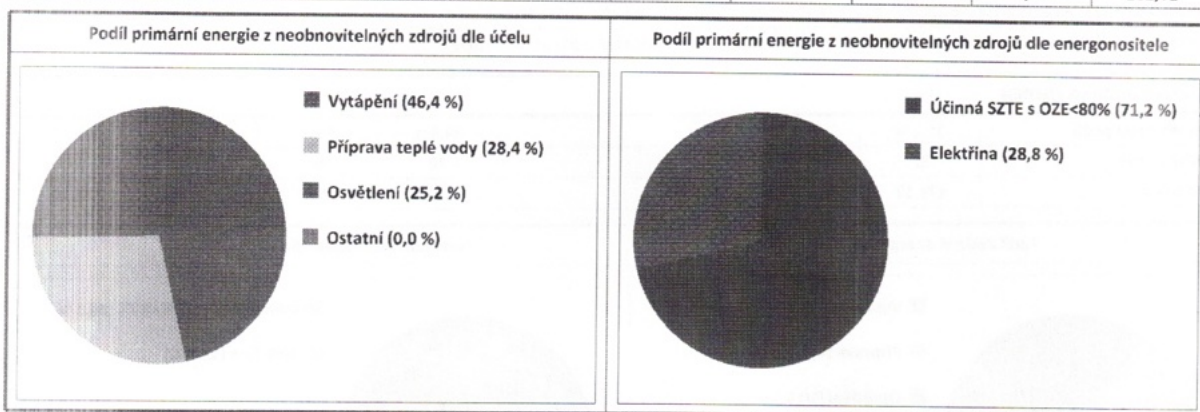 Podíl primární energie z neobnovitelných zdrojů dle účelu
Vytápění (46,4 %)
Příprava teplé vody (28,4 %)
Osvětlení (25,2 %)
Ostatní (0,0 %)
Podíl primární energie z neobnovitelných zdrojů dle energonositele
Účinná SZTE s OZE<80% (71,2 %)
Elektřina (28,8 %)